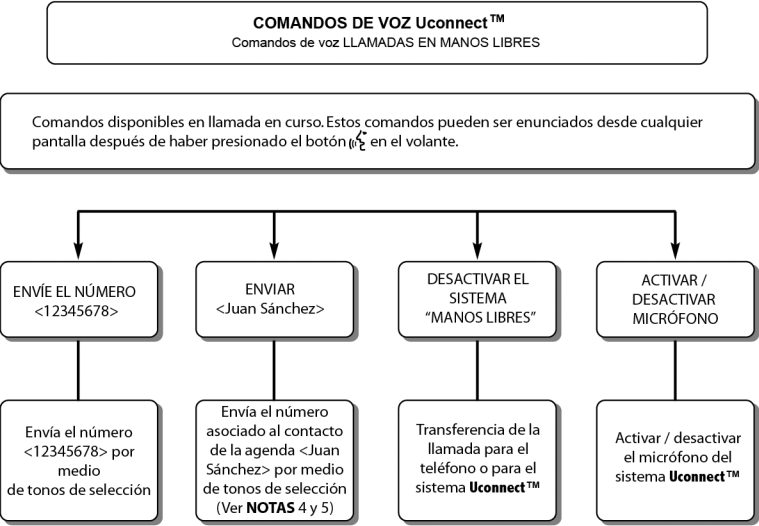 COMANDOS DE VOZ Uconnect™
Comandos de voz LLAMADAS EN MANOS LIBRES
Comandos disponibles en llamada en curso. Estos comandos pueden ser enunciados desde cualquier
pantalla después de haber presionado el botón en el volante.
ENVÍE EL NÚMERO
<12345678>
ENVIAR
<Juan Sánchez>
DESACTIVAR EL
SISTEMA
“MANOS LIBRES”
ACTIVAR /
DESACTIVAR
MICRÓFONO
Envía el número
<12345678> por
medio
de tonos de selección
Envía el número
asociado al contacto
de la agenda <Juan
Sánchez> por medio
de tonos de selección
(Ver NOTAS 4 y 5)
Transferencia de la
llamada para el
teléfono o para el
sistema Uconnect™
Activar / desactivar
el micrófono del
sistema Uconnect™